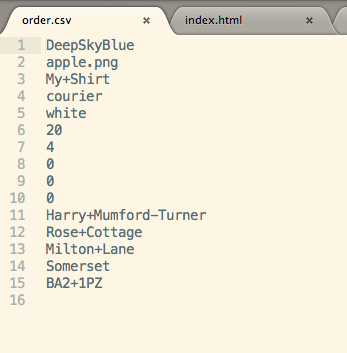 order.csv × index.html ×
1 DeepSkyBlue
2 apple.png
3 My+Shirt
4 courier
5 white
6 20
7 4
8 0
9 0
10 0
11 Harry+Mumford-Turner
12 Rose+Cottage
13 Milton+Lane
14 Somerset
15 BA2+1PZ
16